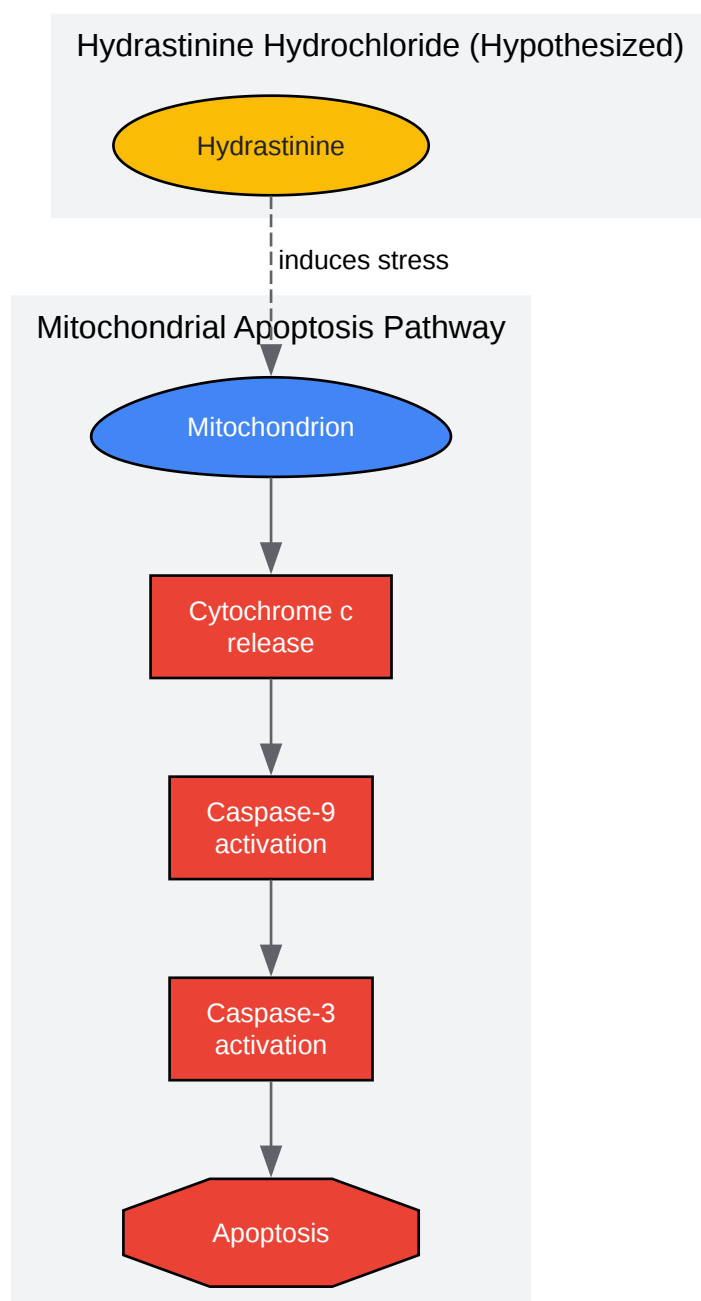 Hydrastinine Hydrochloride (Hypothesized)
Hydrastinine
induces stress
Mitochondrial Apoptosis Pathway
Mitochondrion
Cytochrome c
release
Caspase-9
activation
Caspase-3
activation
Apoptosis